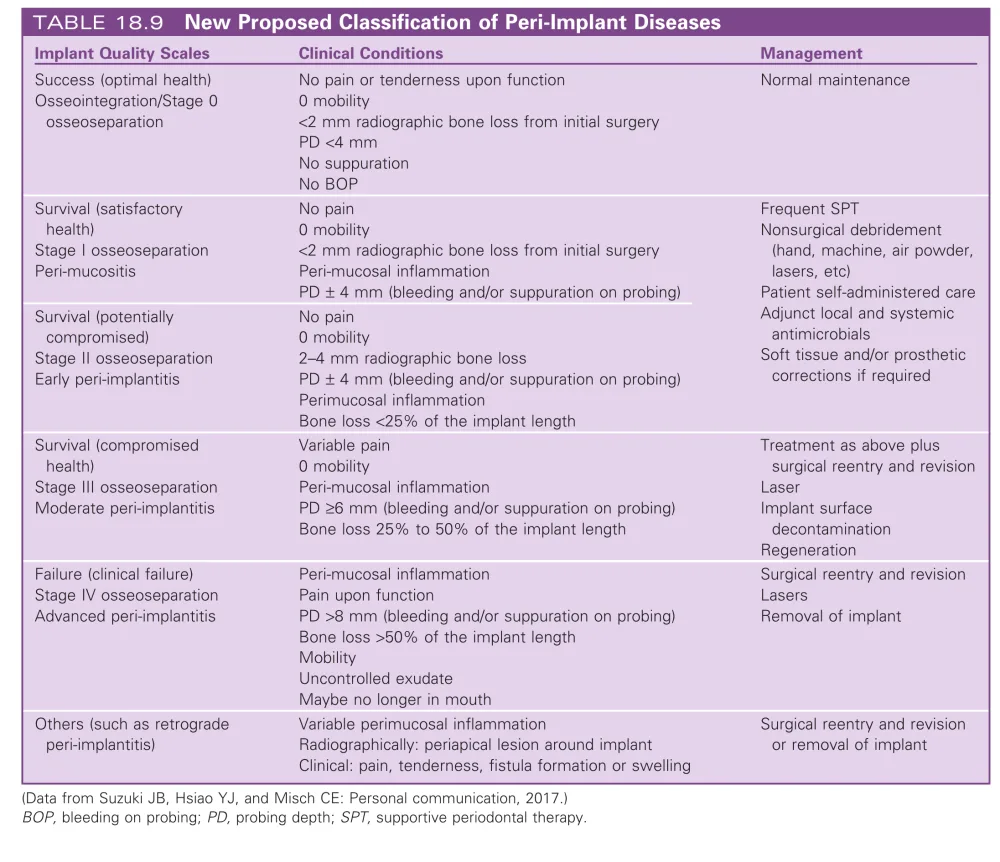 TABLE 18.9 New Proposed Classification of Peri-Implant Diseases
Implant Quality Scales Clinical Conditions Management
Success (optimal health) No pain or tenderness upon function Normal maintenance
Osseointegration/Stage 0 0 mobility
osseoseparation <2 mm radiographic bone loss from initial surgery
PD <4 mm
No suppuration
No BOP
Survival (satisfactory No pain Frequent SPT
health) 0 mobility Nonsurgical debridement
Stage I osseoseparation <2 mm radiographic bone loss from initial surgery (hand, machine, air powder,
Peri-mucositis Peri-mucosal inflammation lasers, etc)
PD ± 4 mm (bleeding and/or suppuration on probing) Patient self-administered care
Survival (potentially No pain Adjunct local and systemic
compromised) 0 mobility antimicrobials
Stage II osseoseparation 2–4 mm radiographic bone loss Soft tissue and/or prosthetic
Early peri-implantitis PD ± 4 mm (bleeding and/or suppuration on probing) corrections if required
Perimucosal inflammation
Bone loss <25% of the implant length
Survival (compromised Variable pain Treatment as above plus
health) 0 mobility surgical reentry and revision
Stage III osseoseparation Peri-mucosal inflammation Laser
Moderate peri-implantitis PD ≥6 mm (bleeding and/or suppuration on probing) Implant surface
Bone loss 25% to 50% of the implant length decontamination
Regeneration
Failure (clinical failure) Peri-mucosal inflammation Surgical reentry and revision
Stage IV osseoseparation Pain upon function Lasers
Advanced peri-implantitis PD >8 mm (bleeding and/or suppuration on probing) Removal of implant
Bone loss >50% of the implant length
Mobility
Uncontrolled exudate
Maybe no longer in mouth
Others (such as retrograde Variable perimucosal inflammation Surgical reentry and revision
peri-implantitis) Radiographically: periapical lesion around implant or removal of implant
Clinical: pain, tenderness, fistula formation or swelling
(Data from Suzuki JB, Hsiao YJ, and Misch CE: Personal communication, 2017.)
BOP, bleeding on probing; PD, probing depth; SPT, supportive periodontal therapy.